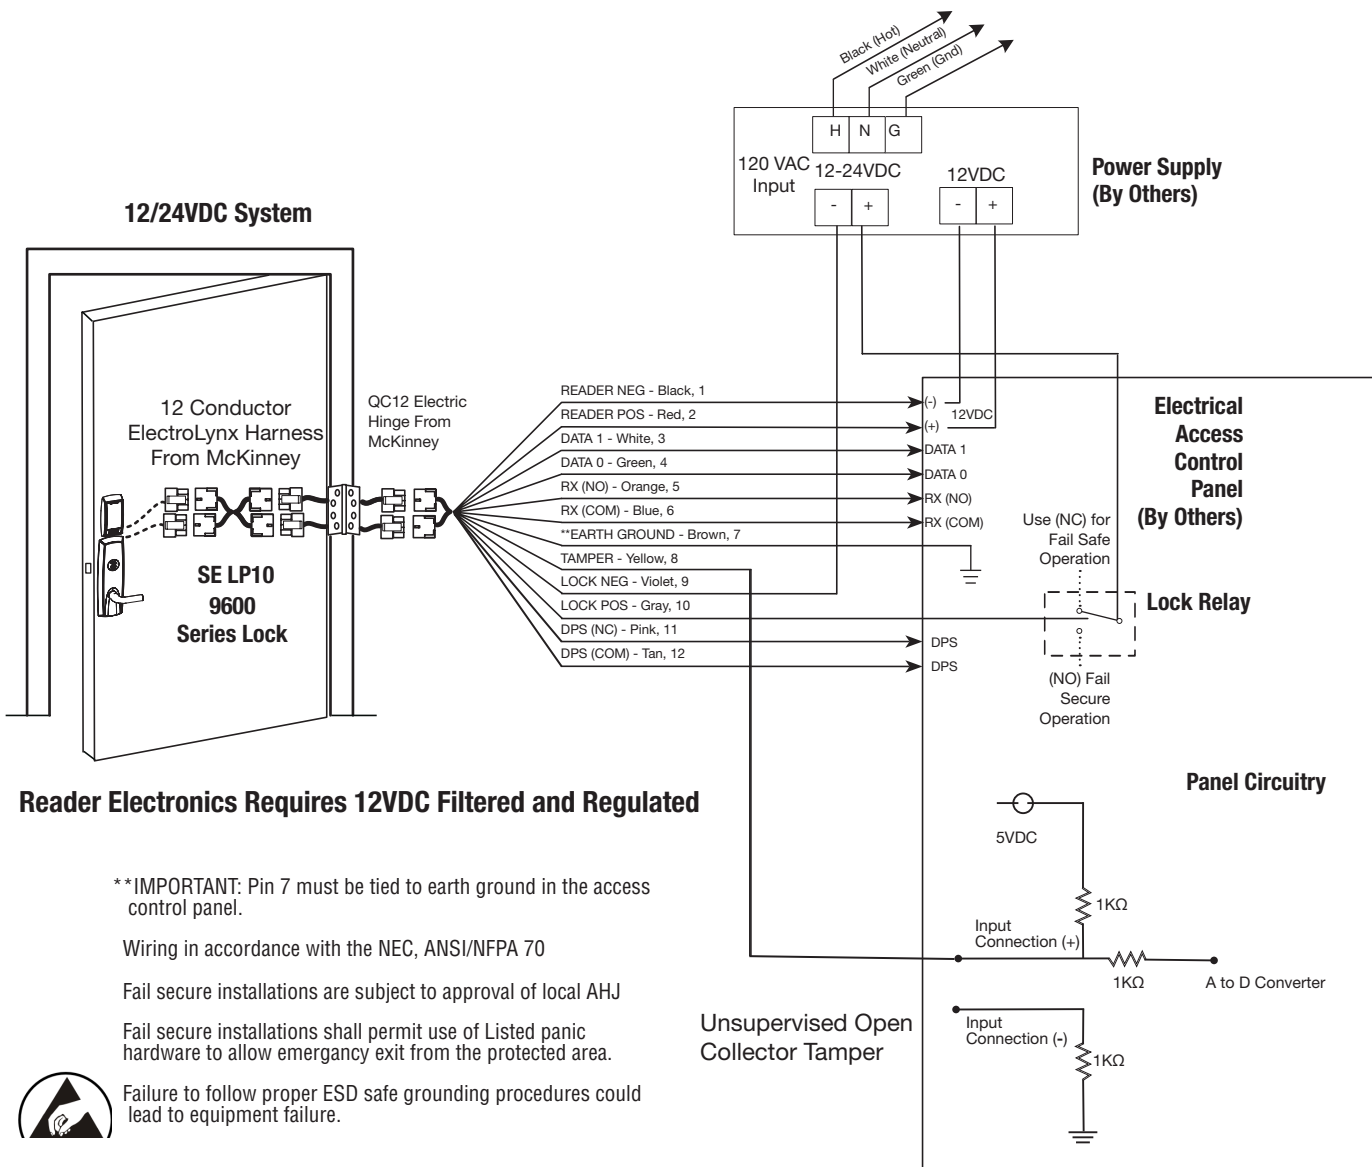 Black (Hot)
White (Neutral)
Green (Gnd)
H N G
120 VAC
Input
12-24VDC
12VDC
- +
- +
Power Supply
(By Others)
12/24VDC System
12 Conductor
ElectroLynx Harness
From McKinney
QC12 Electric
Hinge From
McKinney
SE LP10
9600
Series Lock
READER NEG - Black, 1
READER POS - Red, 2
DATA 1 - White, 3
DATA 0 - Green, 4
RX (NO) - Orange, 5
RX (COM) - Blue, 6
**EARTH GROUND - Brown, 7
TAMPER - Yellow, 8
LOCK NEG - Violet, 9
LOCK POS - Gray, 10
DPS (NC) - Pink, 11
DPS (COM) - Tan, 12
(-)
12VDC
(+)
DATA 1
DATA 0
RX (NO)
RX (COM)
DPS
DPS
Electrical
Access
Control
Panel
(By Others)
Use (NC) for
Fail Safe
Operation
Lock Relay
(NO) Fail
Secure
Operation
Panel Circuitry
5VDC
1KΩ
Input
Connection (+)
1KΩ
A to D Converter
Input
Connection (-)
1KΩ
Unsupervised Open
Collector Tamper
Reader Electronics Requires 12VDC Filtered and Regulated
**IMPORTANT: Pin 7 must be tied to earth ground in the access
control panel.
Wiring in accordance with the NEC, ANSI/NFPA 70
Fail secure installations are subject to approval of local AHJ
Fail secure installations shall permit use of Listed panic
hardware to allow emergancy exit from the protected area.
Failure to follow proper ESD safe grounding procedures could
lead to equipment failure.